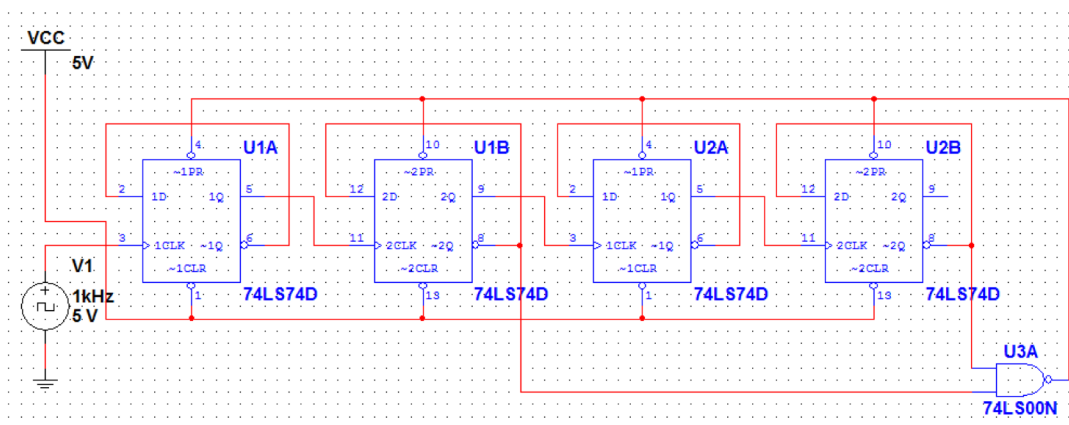 VCC
5V
U1A
U1B
U2A
U2B
4
10
4
10
~1PR
~2PR
~1PR
~2PR
2
1D
1Q
5
12
2D
2Q
9
2
1D
1Q
5
12
2D
2Q
9
3
1CLK
~1Q
6
11
2CLK
~2Q
8
3
1CLK
~1Q
6
11
2CLK
~2Q
8
~1CLR
~2CLR
~1CLR
~2CLR
V1
1kHz
5 V
1
74LS74D
13
74LS74D
1
74LS74D
13
74LS74D
U3A
74LS00N